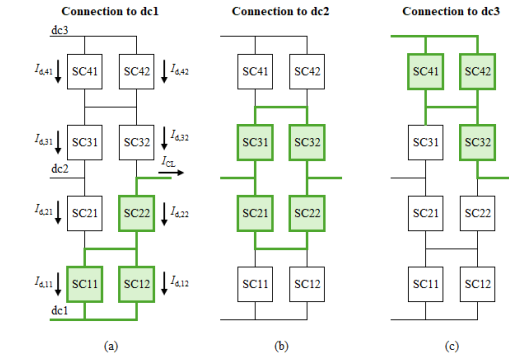 Connection to dc1 Connection to dc2 Connection to dc3
dc3
I_d,41 SC41 SC42 I_d,42 SC41 SC42 SC41 SC42
I_d,31 SC31 SC32 I_d,32 SC31 SC32 SC31 SC32
I_CL
dc2
I_d,21 SC21 SC22 I_d,22 SC21 SC22 SC21 SC22
I_d,11 SC11 SC12 I_d,12 SC11 SC12 SC11 SC12
dc1
(a) (b) (c)